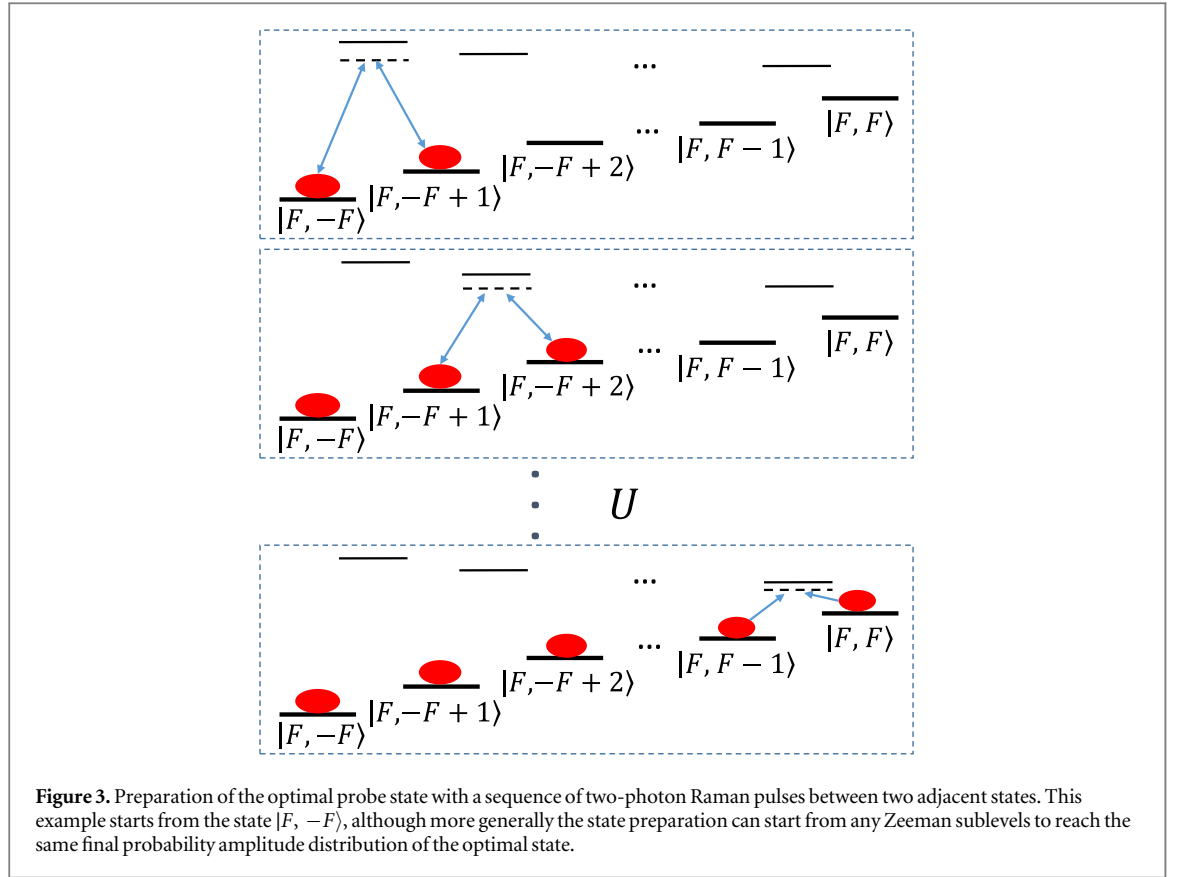 ...
...
|F, −F⟩ |F,−F + 1⟩ |F,−F + 2⟩ |F, F − 1⟩ |F, F⟩
...
...
|F, −F⟩ |F,−F + 1⟩ |F,−F + 2⟩ |F, F − 1⟩ |F, F⟩
U
...
...
|F, −F⟩ |F,−F + 1⟩ |F,−F + 2⟩ |F, F − 1⟩ |F, F⟩
Figure 3. Preparation of the optimal probe state with a sequence of two-photon Raman pulses between two adjacent states. This
example starts from the state |F, −F⟩, although more generally the state preparation can start from any Zeeman sublevels to reach the
same final probability amplitude distribution of the optimal state.